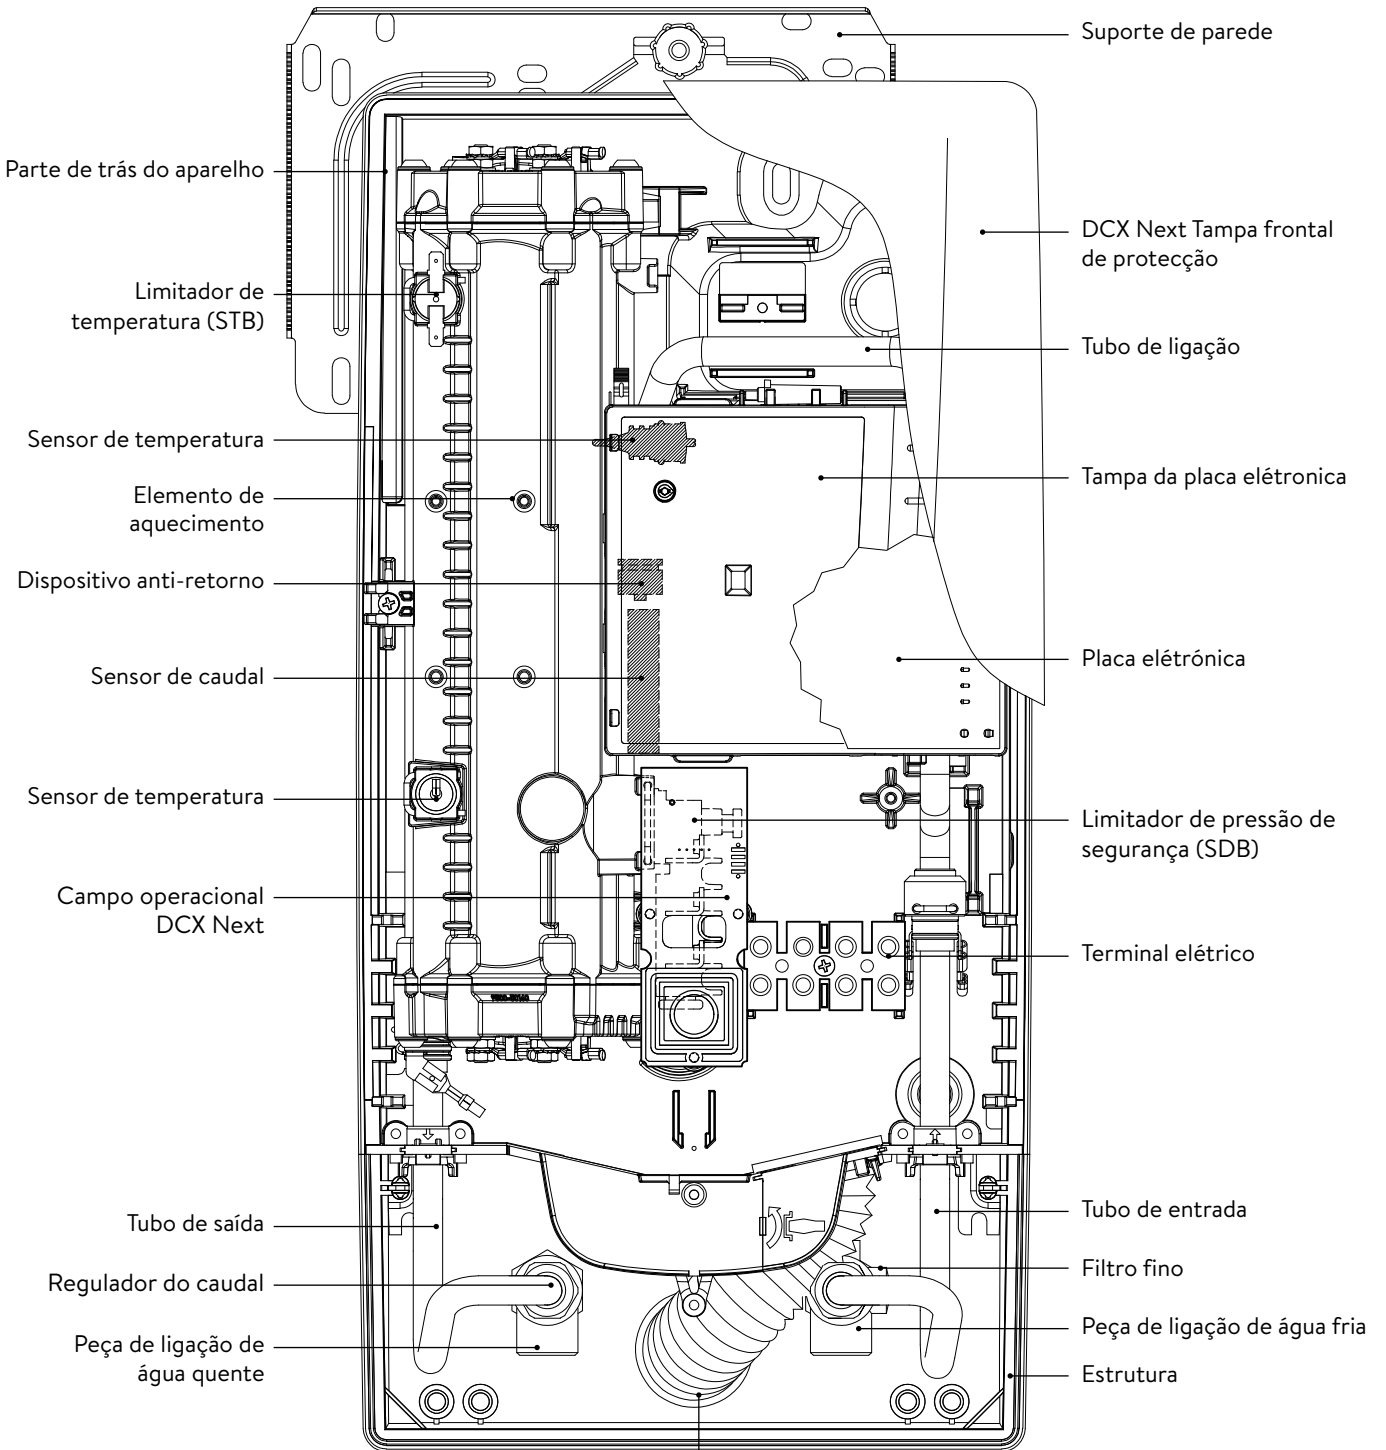 Suporte de parede
Parte de trás do aparelho
DCX Next Tampa frontal
de protecção
Limitador de
temperatura (STB)
Tubo de ligação
Sensor de temperatura
Tampa da placa elétronica
Elemento de
aquecimento
Dispositivo anti-retorno
Placa elétrónica
Sensor de caudal
Sensor de temperatura
Limitador de pressão de
segurança (SDB)
Campo operacional
DCX Next
Terminal elétrico
Tubo de saída
Tubo de entrada
Filtro fino
Regulador do caudal
Peça de ligação de água fria
Peça de ligação de
água quente
Estrutura